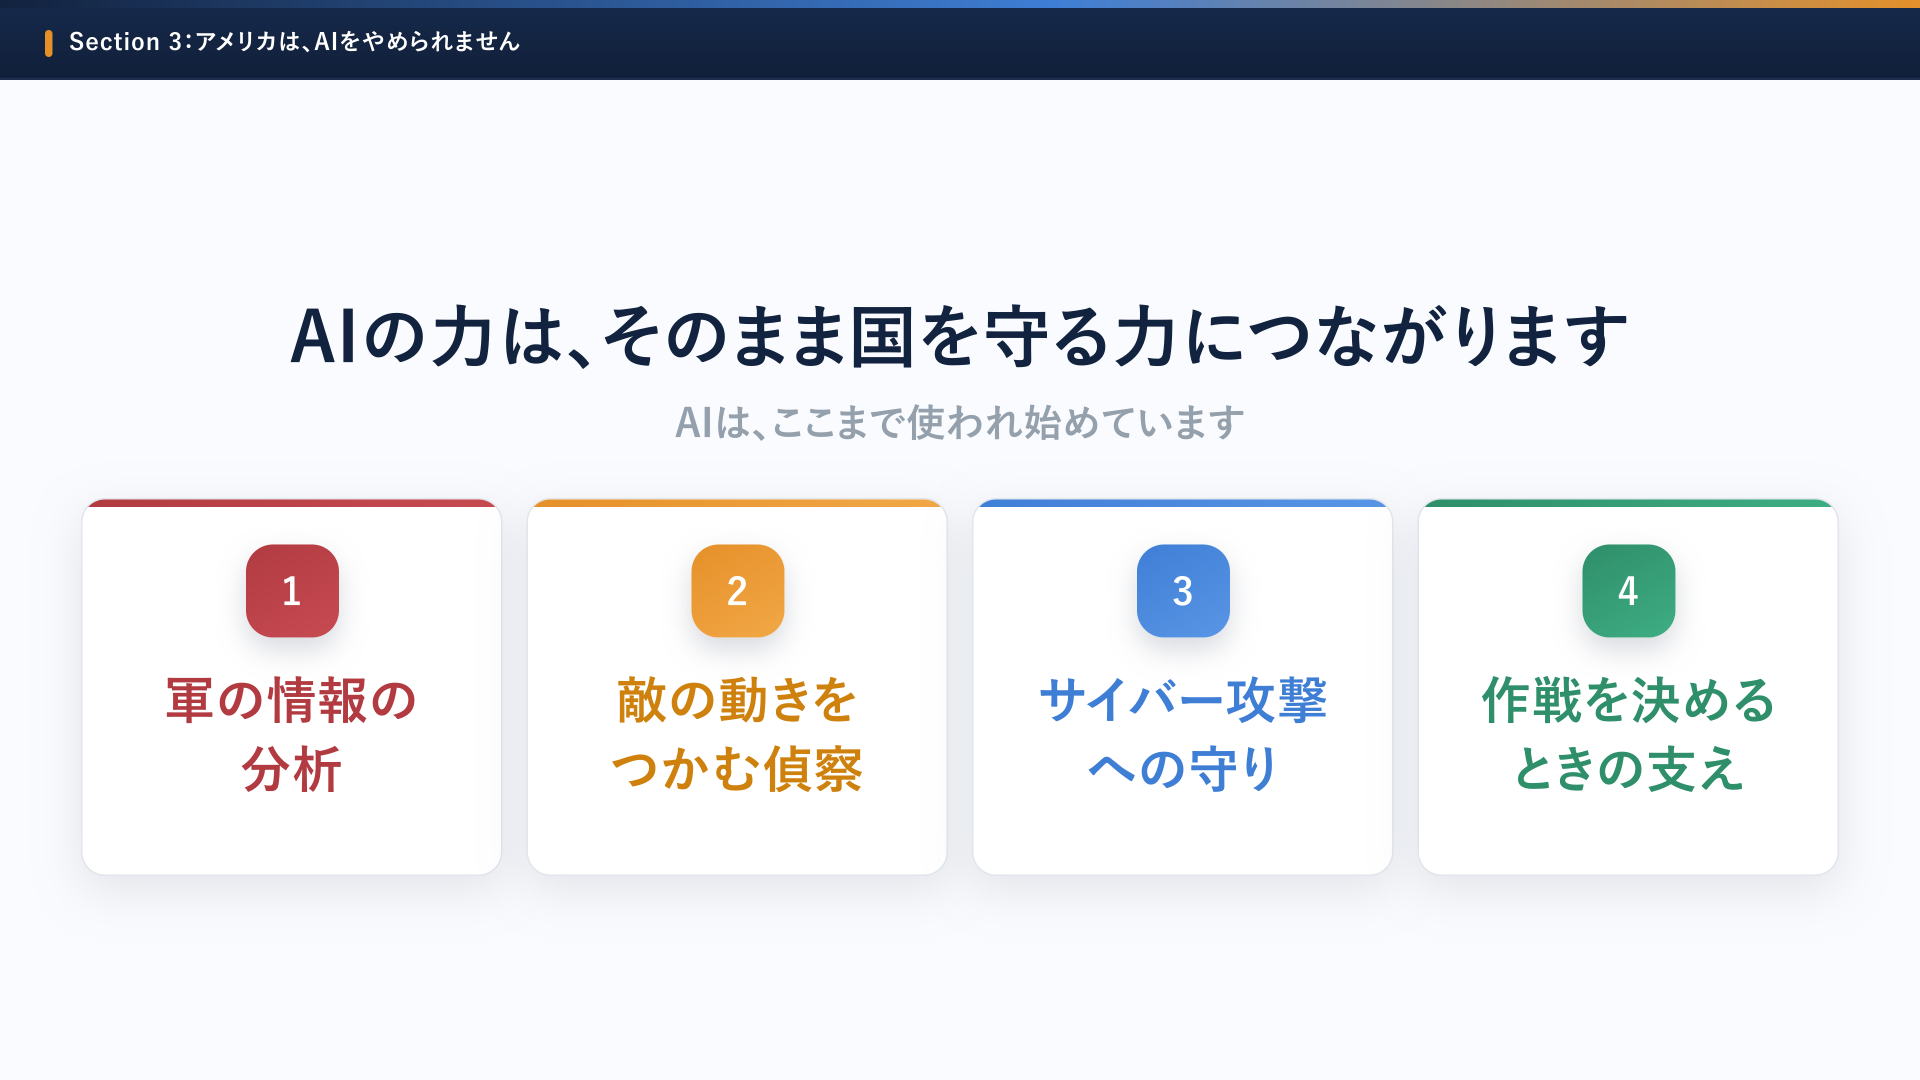 Section 3：アメリカは、AIをやめられません
AIの力は、そのまま国を守る力につながります
AIは、ここまで使われ始めています
1
軍の情報の
分析
2
敵の動きを
つかむ偵察
3
サイバー攻撃
への守り
4
作戦を決める
ときの支え